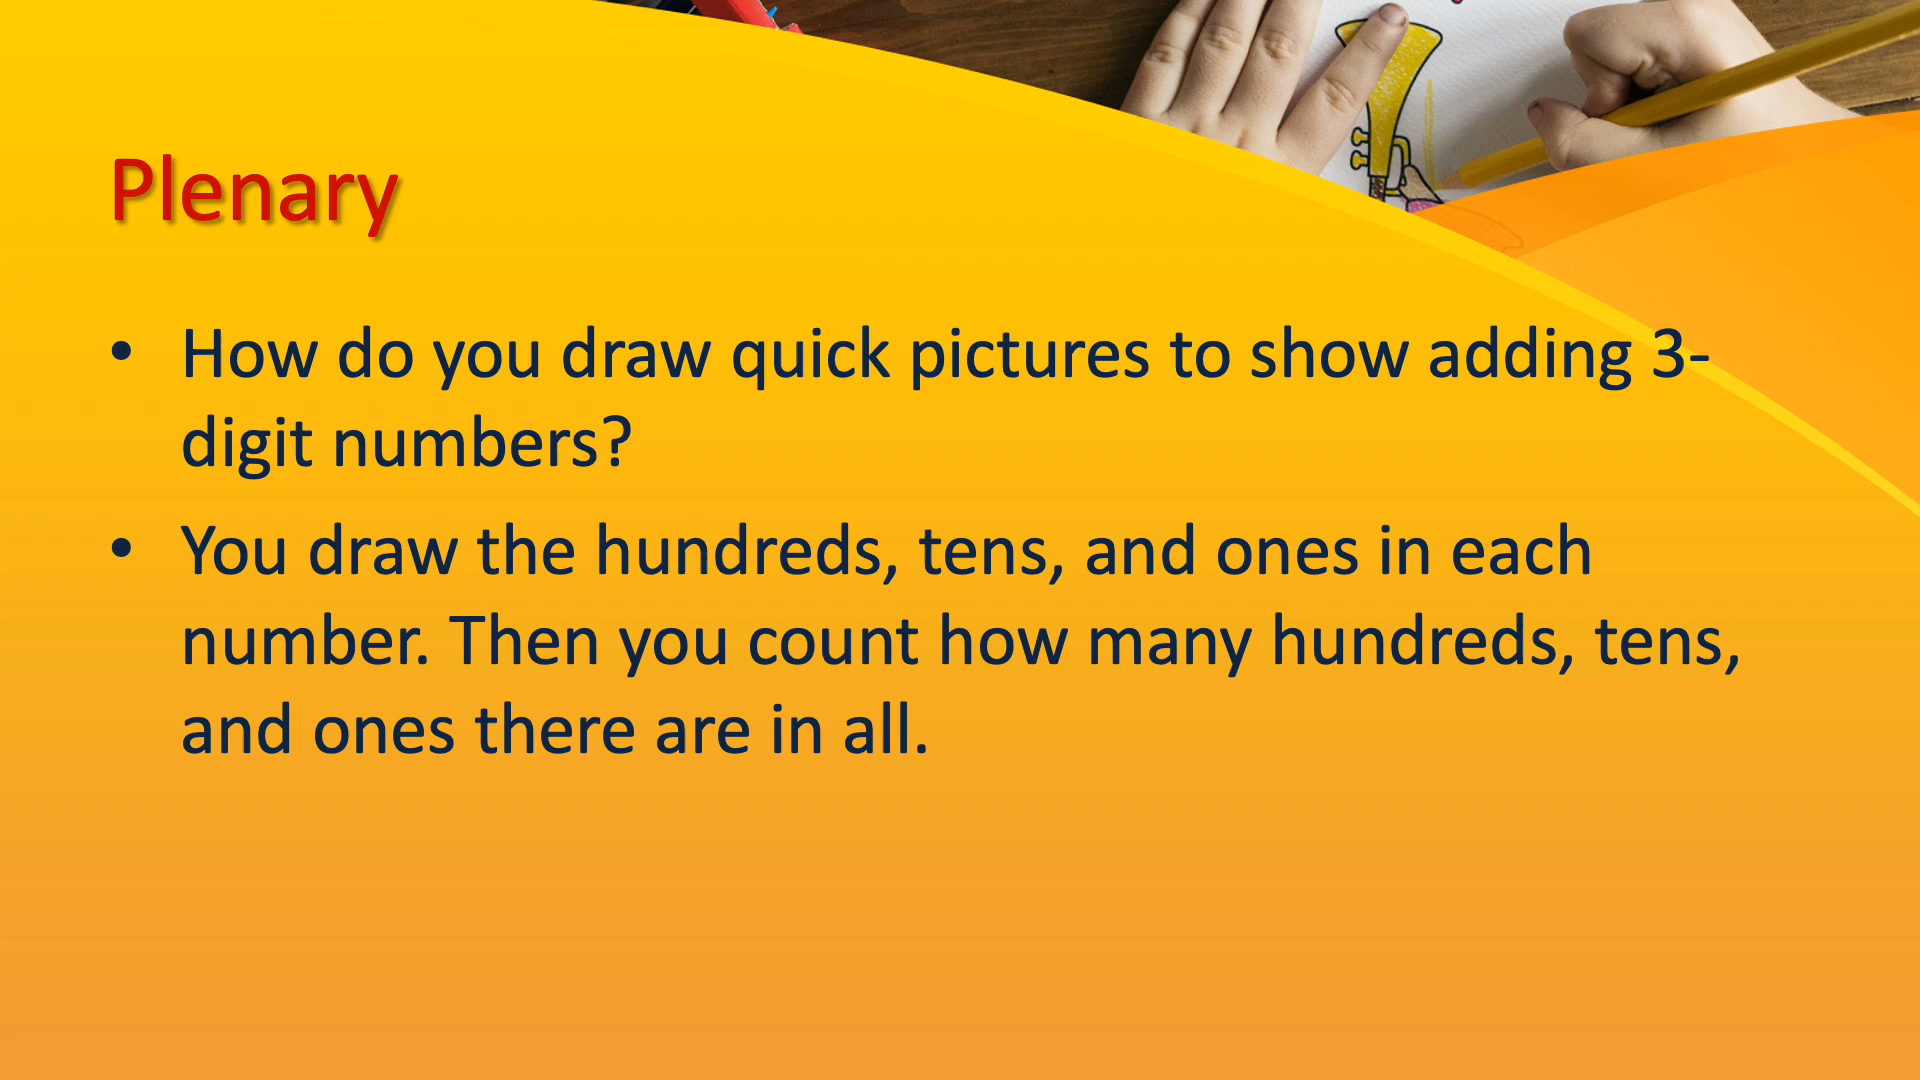 Plenary
• How do you draw quick pictures to show adding 3-
digit numbers?
• You draw the hundreds, tens, and ones in each
number. Then you count how many hundreds, tens,
and ones there are in all.